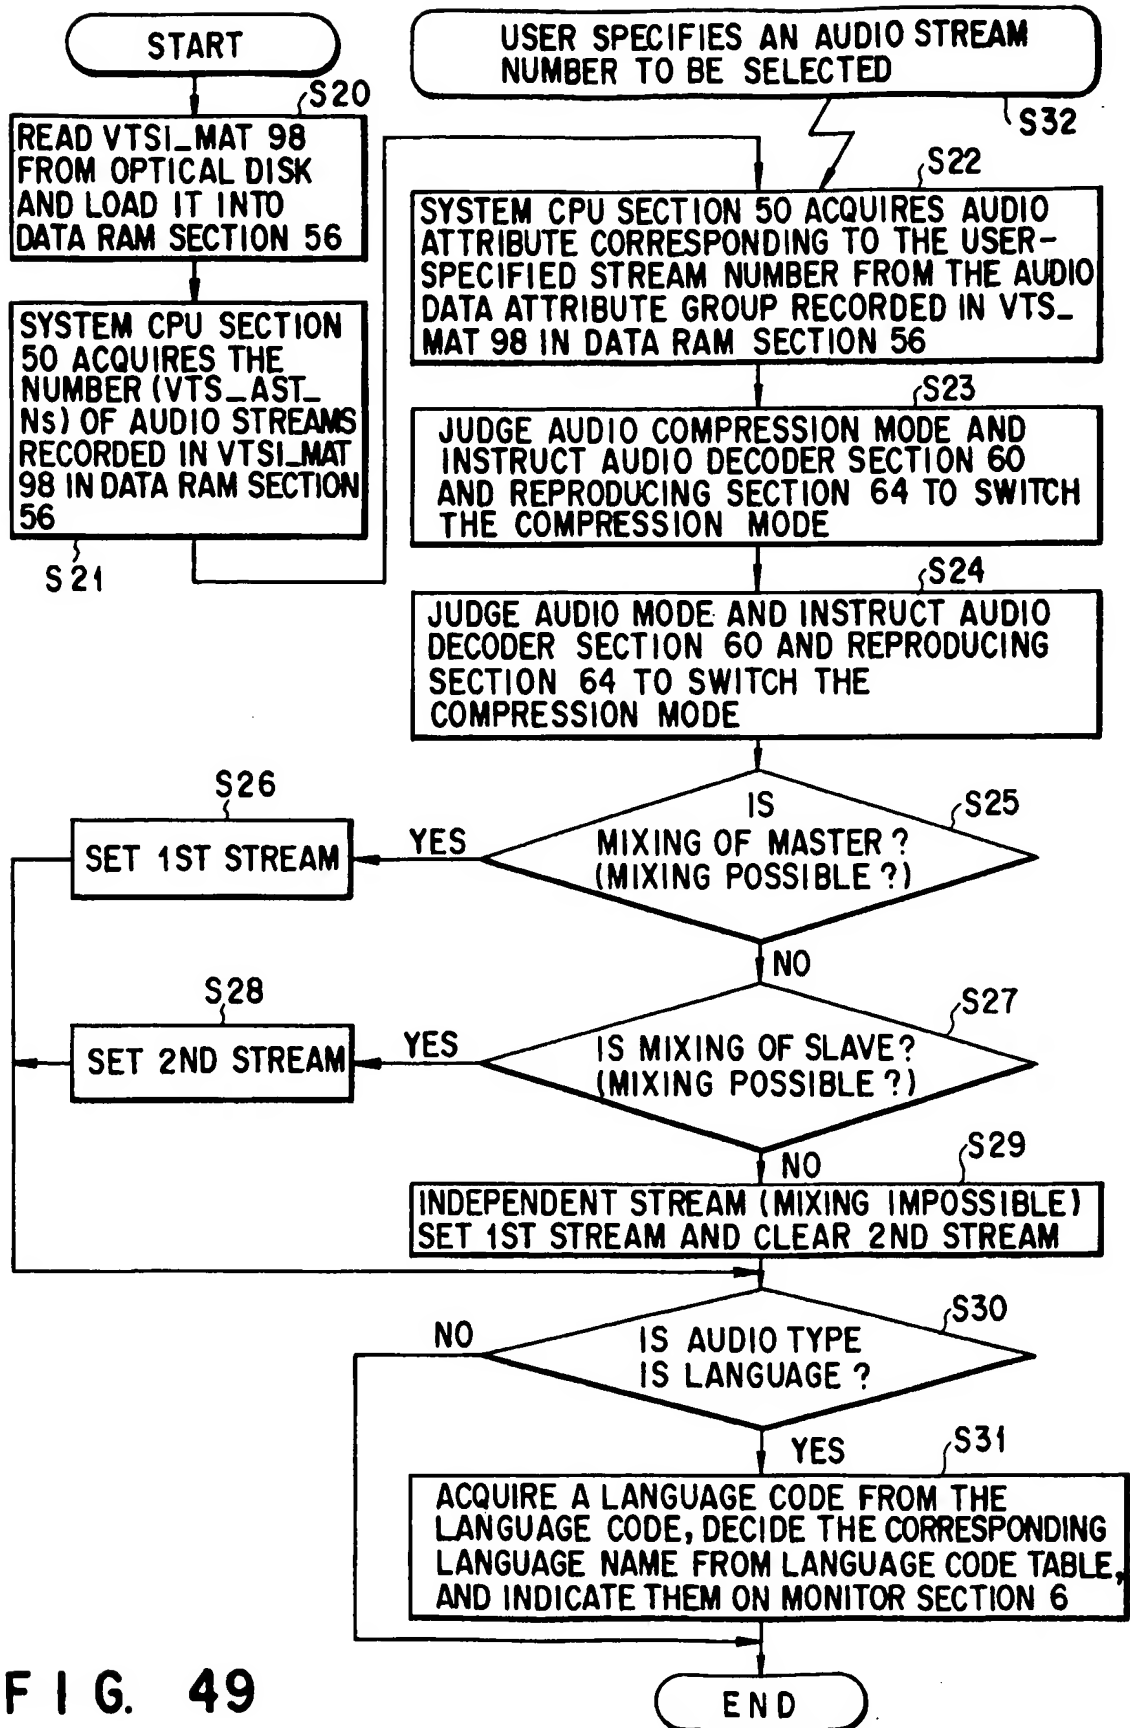 START
S20
READ VTSI_MAT 98
FROM OPTICAL DISK
AND LOAD IT INTO
DATA RAM SECTION 56
SYSTEM CPU SECTION
50 ACQUIRES THE
NUMBER (VTS_AST_
Ns) OF AUDIO STREAMS
RECORDED IN VTSI_MAT
98 IN DATA RAM SECTION
56
S21
USER SPECIFIES AN AUDIO STREAM
NUMBER TO BE SELECTED
S32
S22
SYSTEM CPU SECTION 50 ACQUIRES AUDIO
ATTRIBUTE CORRESPONDING TO THE USER-
SPECIFIED STREAM NUMBER FROM THE AUDIO
DATA ATTRIBUTE GROUP RECORDED IN VTS_
MAT 98 IN DATA RAM SECTION 56
S23
JUDGE AUDIO COMPRESSION MODE AND
INSTRUCT AUDIO DECODER SECTION 60
AND REPRODUCING SECTION 64 TO SWITCH
THE COMPRESSION MODE
S24
JUDGE AUDIO MODE AND INSTRUCT AUDIO
DECODER SECTION 60 AND REPRODUCING
SECTION 64 TO SWITCH THE
COMPRESSION MODE
S25
IS
MIXING OF MASTER?
(MIXING POSSIBLE?)
YES
S26
SET 1ST STREAM
NO
S27
IS MIXING OF SLAVE?
(MIXING POSSIBLE?)
YES
S28
SET 2ND STREAM
NO
S29
INDEPENDENT STREAM (MIXING IMPOSSIBLE)
SET 1ST STREAM AND CLEAR 2ND STREAM
S30
IS AUDIO TYPE
IS LANGUAGE?
NO
YES
S31
ACQUIRE A LANGUAGE CODE FROM THE
LANGUAGE CODE, DECIDE THE CORRESPONDING
LANGUAGE NAME FROM LANGUAGE CODE TABLE,
AND INDICATE THEM ON MONITOR SECTION 6
END
FIG. 49